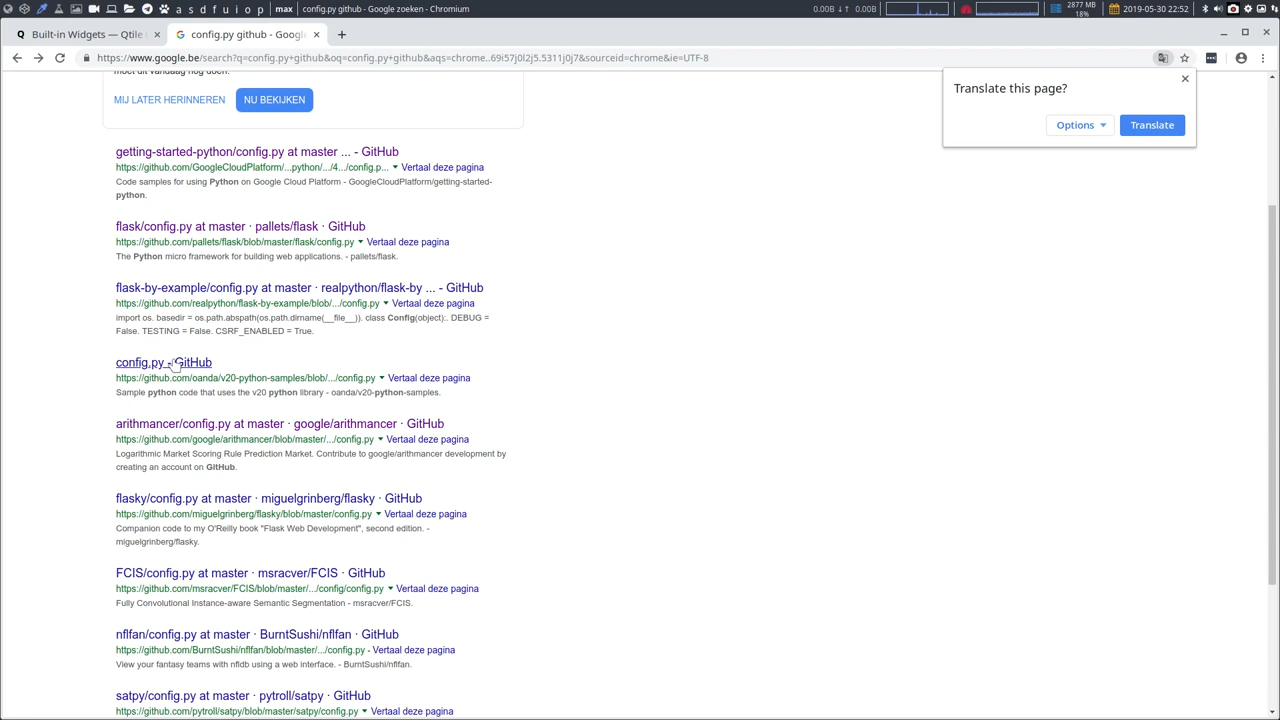 a s d f u i o p | config.py github - Google zoeken - Chromium
0.00B ↓↑ 0.00B
2877 MB
18%
2019-05-30 22:52
Built-in Widgets — Qtile
config.py github - Goog
https://www.google.be/search?q=config.py+github&oq=config.py+github&aqs=chrome..69i57j0l2j5.5311j0j7&sourceid=chrome&ie=UTF-8
Translate this page?
Options
Translate
moet dit vandaag nog doen.
MIJ LATER HERINNEREN
NU BEKIJKEN
getting-started-python/config.py at master ... - GitHub
https://github.com/GoogleCloudPlatform/...python/.../4.../config.p... Vertaal deze pagina
Code samples for using Python on Google Cloud Platform - GoogleCloudPlatform/getting-started-
python.
flask/config.py at master · pallets/flask · GitHub
https://github.com/pallets/flask/blob/master/flask/config.py Vertaal deze pagina
The Python micro framework for building web applications. - pallets/flask.
flask-by-example/config.py at master · realpython/flask-by ... - GitHub
https://github.com/realpython/flask-by-example/blob/.../config.py Vertaal deze pagina
import os. basedir = os.path.abspath(os.path.dirname(__file__)). class Config(object):. DEBUG =
False. TESTING = False. CSRF_ENABLED = True.
config.py - GitHub
https://github.com/oanda/v20-python-samples/blob/.../config.py Vertaal deze pagina
Sample python code that uses the v20 python library - oanda/v20-python-samples.
arithmancer/config.py at master · google/arithmancer · GitHub
https://github.com/google/arithmancer/blob/master/.../config.py Vertaal deze pagina
Logarithmic Market Scoring Rule Prediction Market. Contribute to google/arithmancer development by
creating an account on GitHub.
flasky/config.py at master · miguelgrinberg/flasky · GitHub
https://github.com/miguelgrinberg/flasky/blob/master/config.py Vertaal deze pagina
Companion code to my O'Reilly book "Flask Web Development", second edition. -
miguelgrinberg/flasky.
FCIS/config.py at master · msracver/FCIS · GitHub
https://github.com/msracver/FCIS/blob/master/.../config/config.py Vertaal deze pagina
Fully Convolutional Instance-aware Semantic Segmentation - msracver/FCIS.
nflfan/config.py at master · BurntSushi/nflfan · GitHub
https://github.com/BurntSushi/nflfan/blob/master/.../config.py - Vertaal deze pagina
View your fantasy teams with nfldb using a web interface. - BurntSushi/nflfan.
satpy/config.py at master · pytroll/satpy · GitHub
https://github.com/pytroll/satpy/blob/master/satpy/config.py Vertaal deze pagina